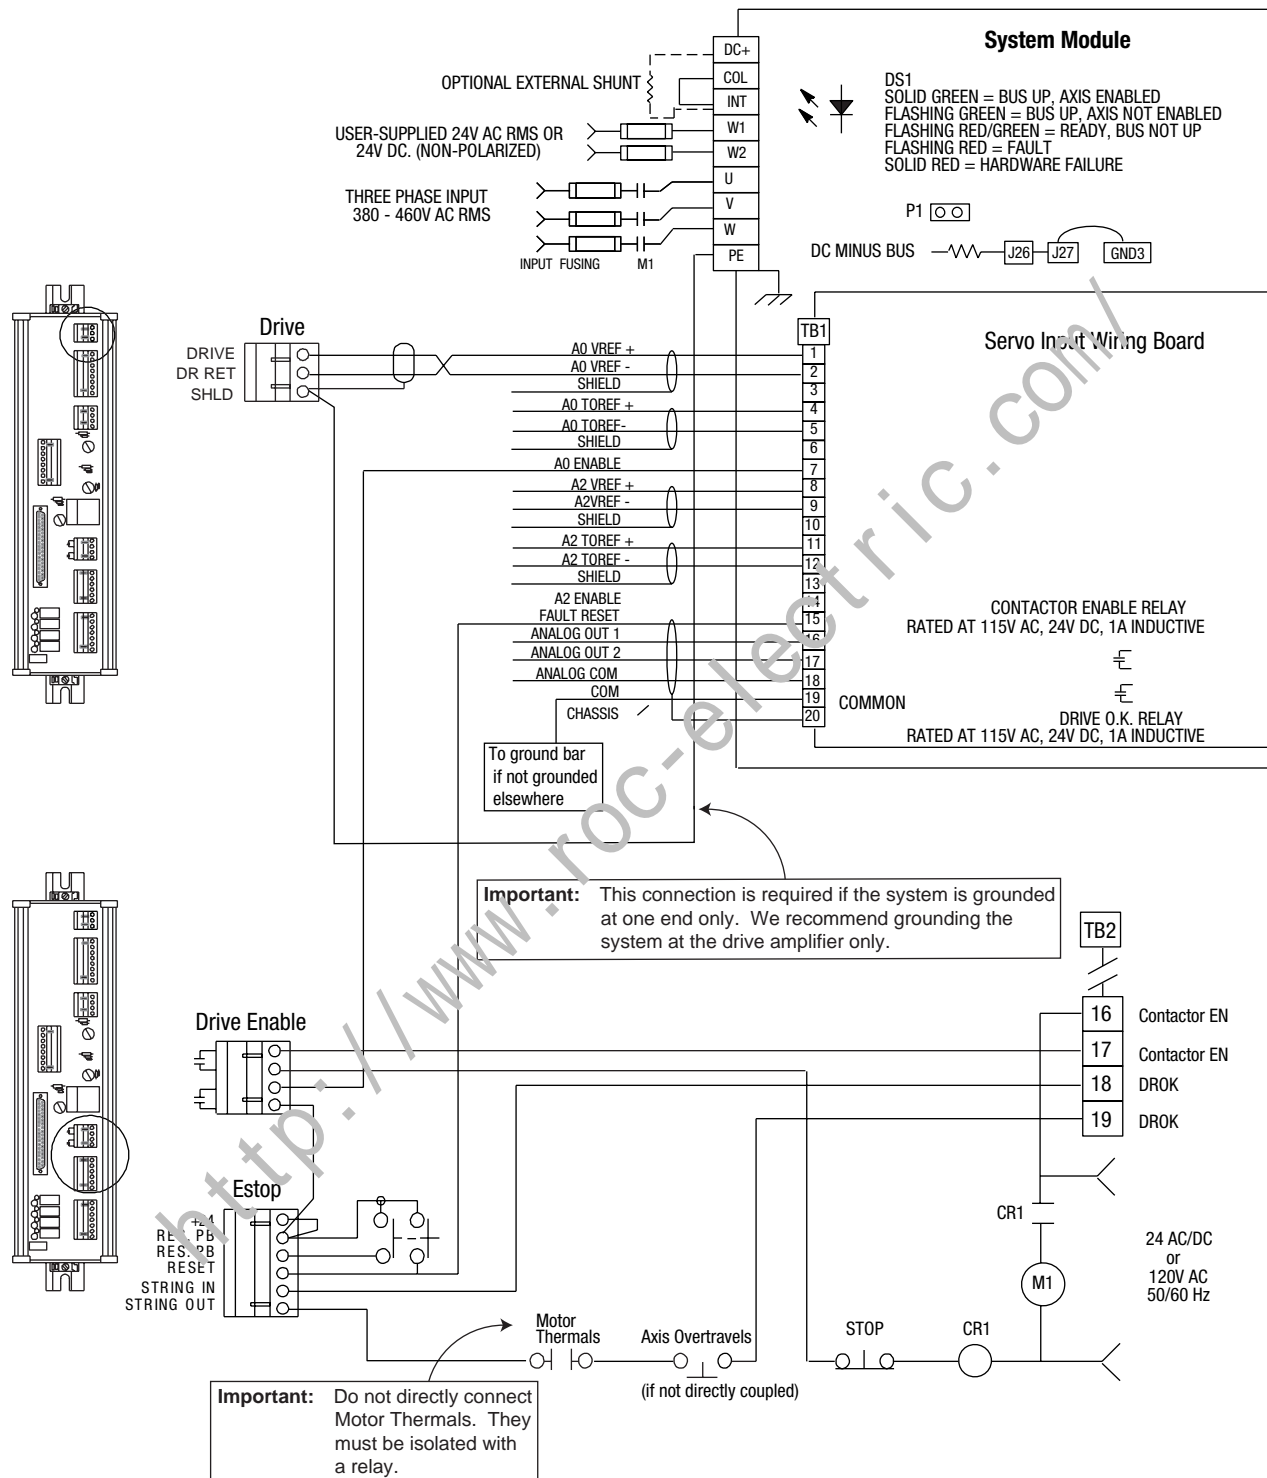 System Module
DC+
COL
INT
W1
W2
U
V
W
PE
OPTIONAL EXTERNAL SHUNT
USER-SUPPLIED 24V AC RMS OR
24V DC. (NON-POLARIZED)
THREE PHASE INPUT
380 - 460V AC RMS
INPUT FUSING M1
DS1
SOLID GREEN = BUS UP, AXIS ENABLED
FLASHING GREEN = BUS UP, AXIS NOT ENABLED
FLASHING RED/GREEN = READY, BUS NOT UP
FLASHING RED = FAULT
SOLID RED = HARDWARE FAILURE
P1
DC MINUS BUS
J26
J27
GND3
Drive
DRIVE
DR RET
SHLD
TB1
Servo Input Wiring Board
A0 VREF + 1
A0 VREF - 2
SHIELD 3
A0 TOREF + 4
A0 TOREF- 5
SHIELD 6
A0 ENABLE 7
A2 VREF + 8
A2VREF - 9
SHIELD 10
A2 TOREF + 11
A2 TOREF - 12
SHIELD 13
A2 ENABLE 14
FAULT RESET 15
ANALOG OUT 1 16
ANALOG OUT 2 17
ANALOG COM 18
COM 19
CHASSIS 20
COMMON
CONTACTOR ENABLE RELAY
RATED AT 115V AC, 24V DC, 1A INDUCTIVE
DRIVE O.K. RELAY
RATED AT 115V AC, 24V DC, 1A INDUCTIVE
To ground bar
if not grounded
elsewhere
Important: This connection is required if the system is grounded
at one end only. We recommend grounding the
system at the drive amplifier only.
TB2
16 Contactor EN
17 Contactor EN
18 DROK
19 DROK
Drive Enable
Estop
+24
RES. PB
RES. PB
RESET
STRING IN
STRING OUT
CR1
M1
24 AC/DC
or
120V AC
50/60 Hz
Motor
Thermals
Axis Overtravels
(if not directly coupled)
STOP
CR1
Important: Do not directly connect
Motor Thermals. They
must be isolated with
a relay.
http://www.roc-electric.com/